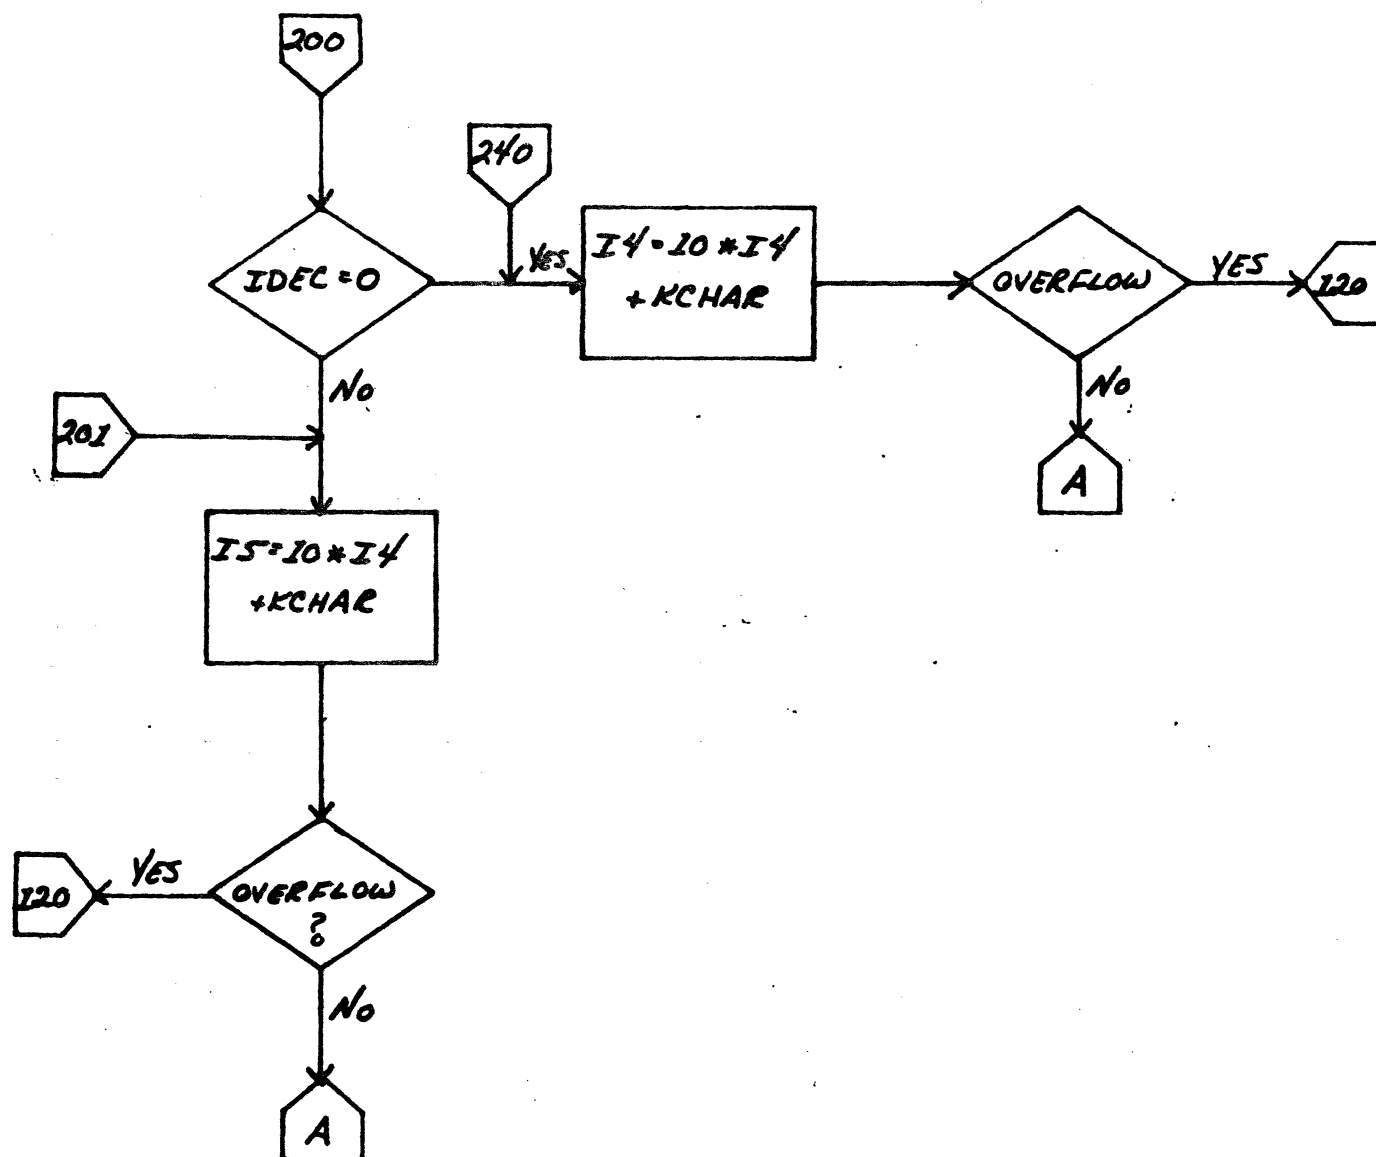 200
240
IDEC=0
YES
I4=10*I4
+KCHAR
OVERFLOW
YES
120
NO
NO
201
A
I5=10*I4
+KCHAR
YES
120
OVERFLOW
?
NO
A